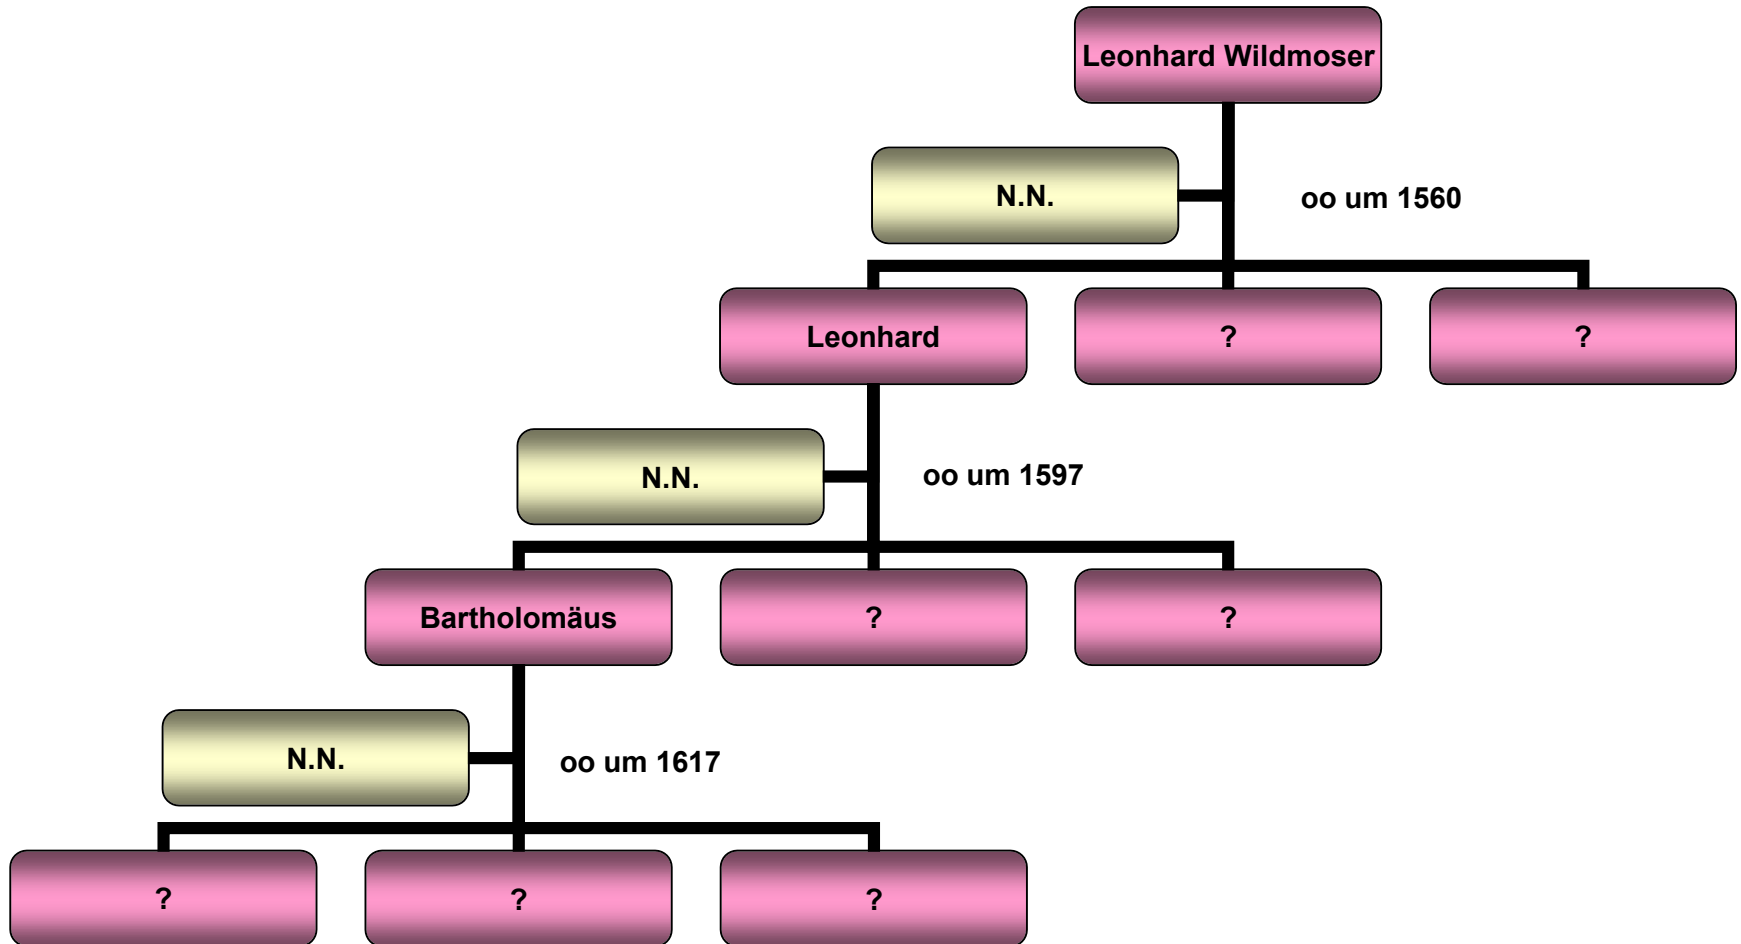 Leonhard Wildmoser
N.N.
oo um 1560
Leonhard
?
?
N.N.
oo um 1597
Bartholomäus
?
?
N.N.
oo um 1617
?
?
?